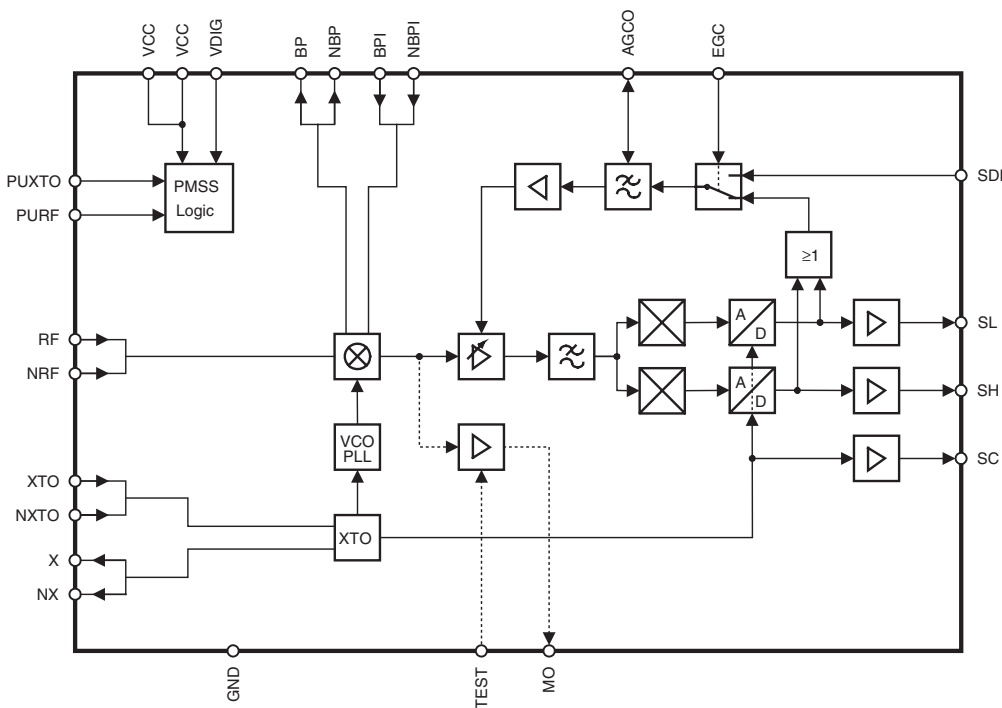 VCC
VCC
VDIG
BP
NBP
BPI
NBPI
AGCO
EGC
PUXTO
PURF
PMSS
Logic
SDI
≥1
RF
NRF
A
D
SL
A
D
SH
VCO
PLL
SC
XTO
NXTO
XTO
X
NX
GND
TEST
MO